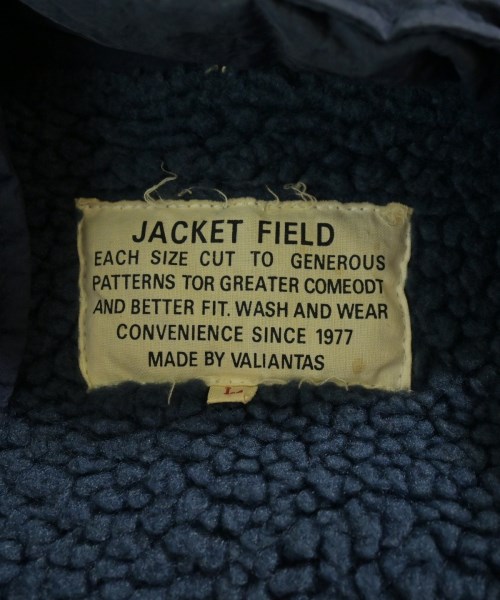 JACKET FIELD
EACH SIZE CUT TO GENEROUS
PATTERNS TOR GREATER COMEODT
AND BETTER FIT. WASH AND WEAR
CONVENIENCE SINCE 1977
MADE BY VALIANTAS
L